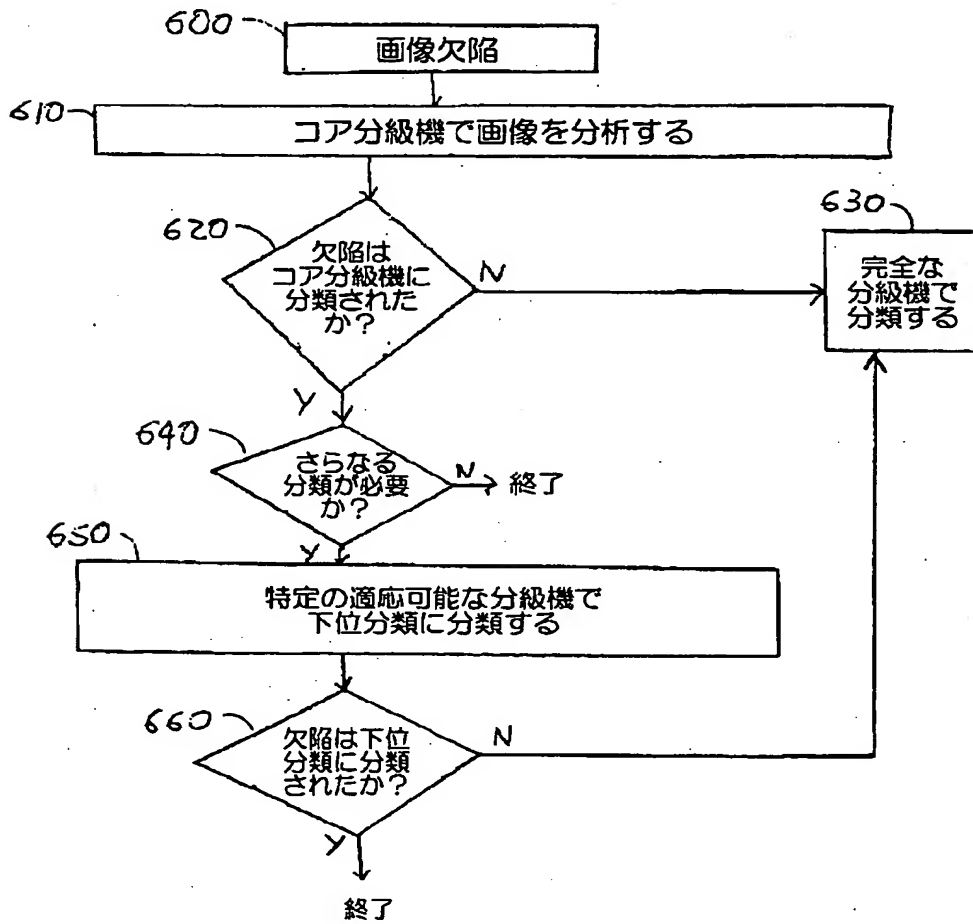 600
画像欠陥
610
コア分級機で画像を分析する
620
欠陥は
コア分級機に
分類されたか?
N
630
完全な
分級機で
分類する
Y
640
さらなる
分類が必要
か?
N
終了
Y
650
特定の適応可能な分級機で
下位分類に分類する
660
欠陥は下位
分類に分類
されたか?
N
Y
終了